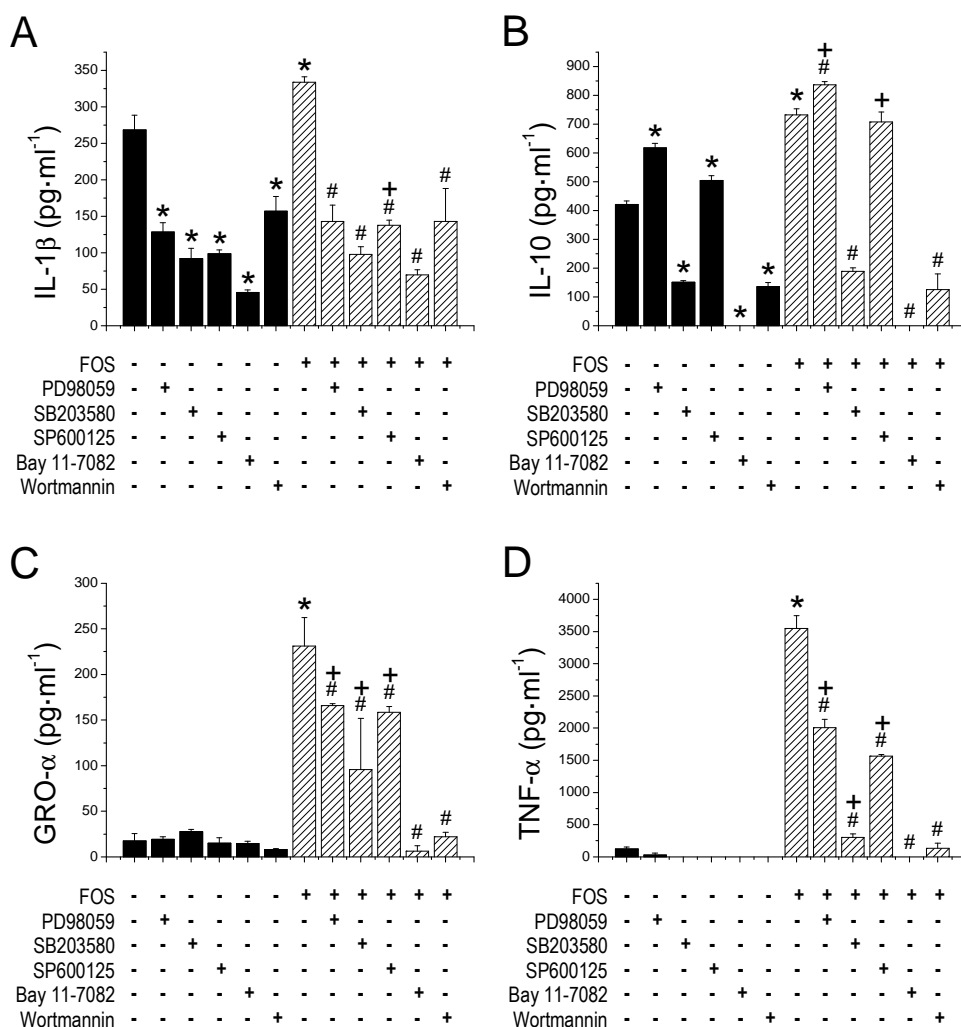 A
IL-1β (pg·ml⁻¹)
350
300
250
200
150
100
50
0
* * * * * * # # + # # #
FOS - - - - - - + + + + + +
PD98059 - + - - - - - + - - - -
SB203580 - - + - - - - - + - - -
SP600125 - - - + - - - - - + - -
Bay 11-7082 - - - - + - - - - - + -
Wortmannin - - - - - + - - - - - +
B
IL-10 (pg·ml⁻¹)
900
800
700
600
500
400
300
200
100
0
* * * * * * + # # + # #
FOS - - - - - - + + + + + +
PD98059 - + - - - - - + - - - -
SB203580 - - + - - - - - + - - -
SP600125 - - - + - - - - - + - -
Bay 11-7082 - - - - + - - - - - + -
Wortmannin - - - - - + - - - - - +
C
GRO-α (pg·ml⁻¹)
300
250
200
150
100
50
0
* + # + # + # # #
FOS - - - - - - + + + + + +
PD98059 - + - - - - - + - - - -
SB203580 - - + - - - - - + - - -
SP600125 - - - + - - - - - + - -
Bay 11-7082 - - - - + - - - - - + -
Wortmannin - - - - - + - - - - - +
D
TNF-α (pg·ml⁻¹)
4000
3500
3000
2500
2000
1500
1000
500
0
* + # + # + # # #
FOS - - - - - - + + + + + +
PD98059 - + - - - - - + - - - -
SB203580 - - + - - - - - + - - -
SP600125 - - - + - - - - - + - -
Bay 11-7082 - - - - + - - - - - + -
Wortmannin - - - - - + - - - - - +